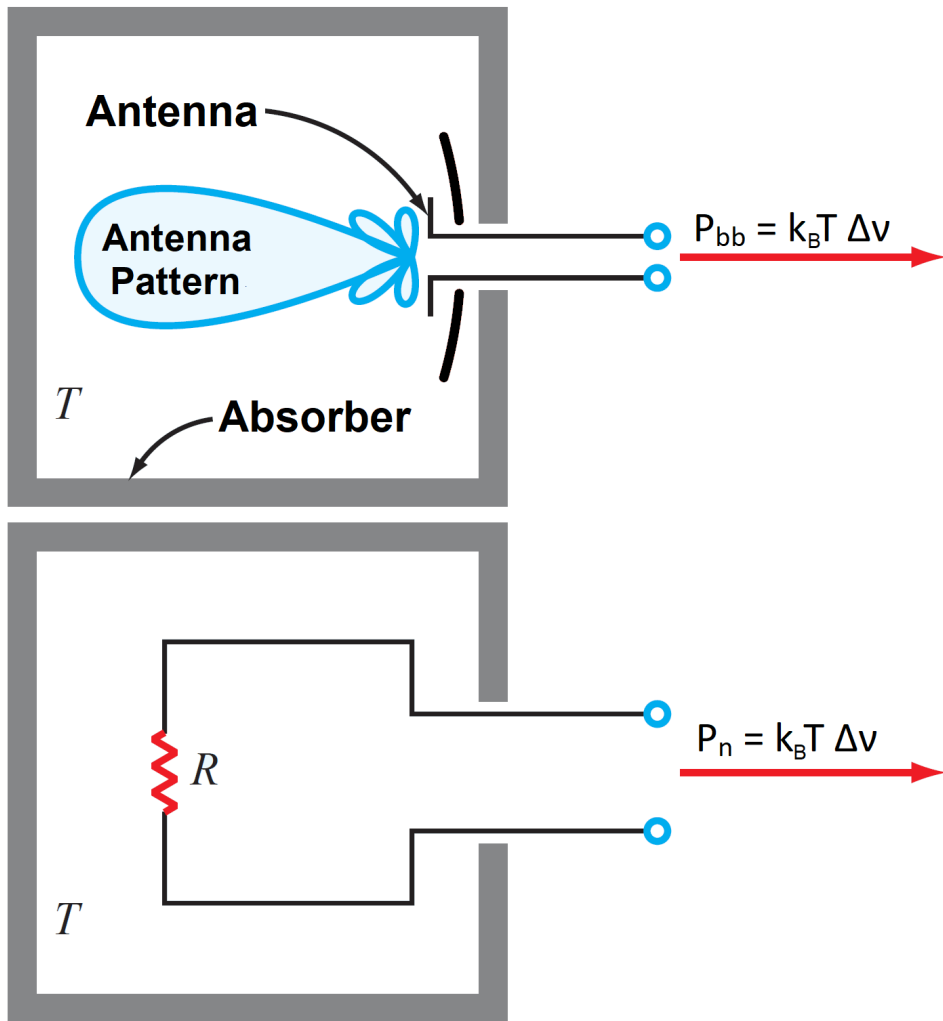 Antenna
Antenna
Pattern
P_bb = k_BT Δν
T
Absorber
R
P_n = k_BT Δν
T